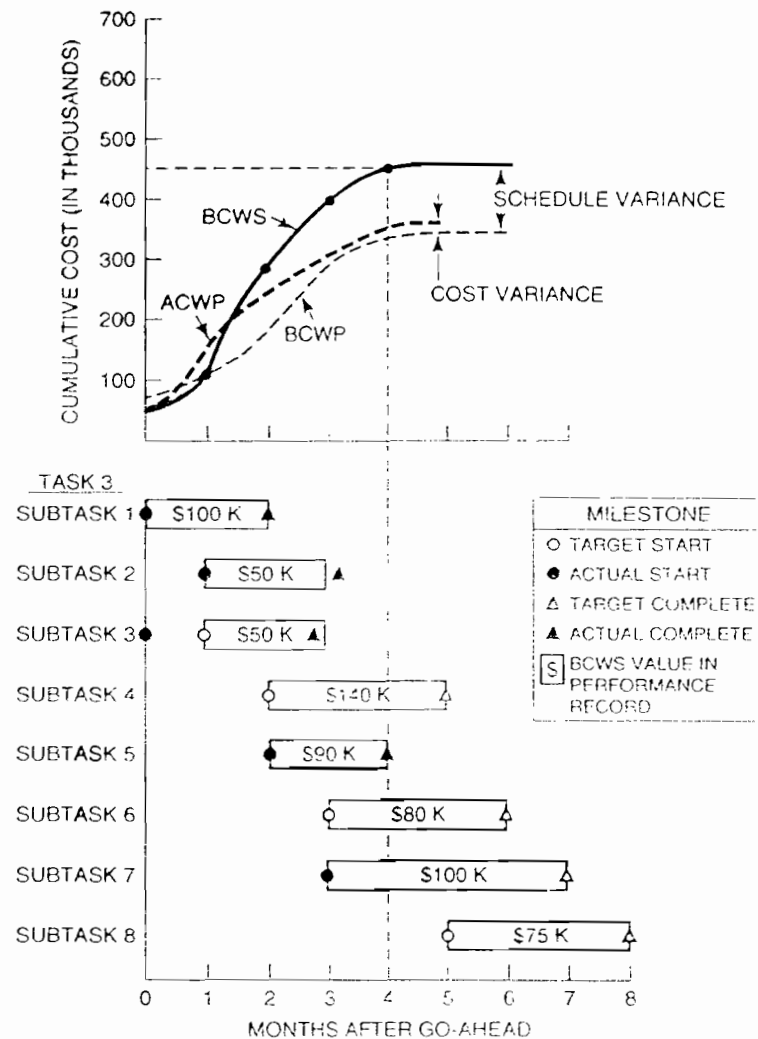 700
600
500
400
300
200
100
CUMULATIVE COST (IN THOUSANDS)
BCWS
SCHEDULE VARIANCE
ACWP
COST VARIANCE
BCWP
TASK 3
SUBTASK 1
$100 K
SUBTASK 2
$50 K
SUBTASK 3
$50 K
SUBTASK 4
$140 K
SUBTASK 5
$90 K
SUBTASK 6
$80 K
SUBTASK 7
$100 K
SUBTASK 8
$75 K
MILESTONE
TARGET START
ACTUAL START
TARGET COMPLETE
ACTUAL COMPLETE
$ BCWS VALUE IN
PERFORMANCE
RECORD
0 1 2 3 4 5 6 7 8
MONTHS AFTER GO-AHEAD